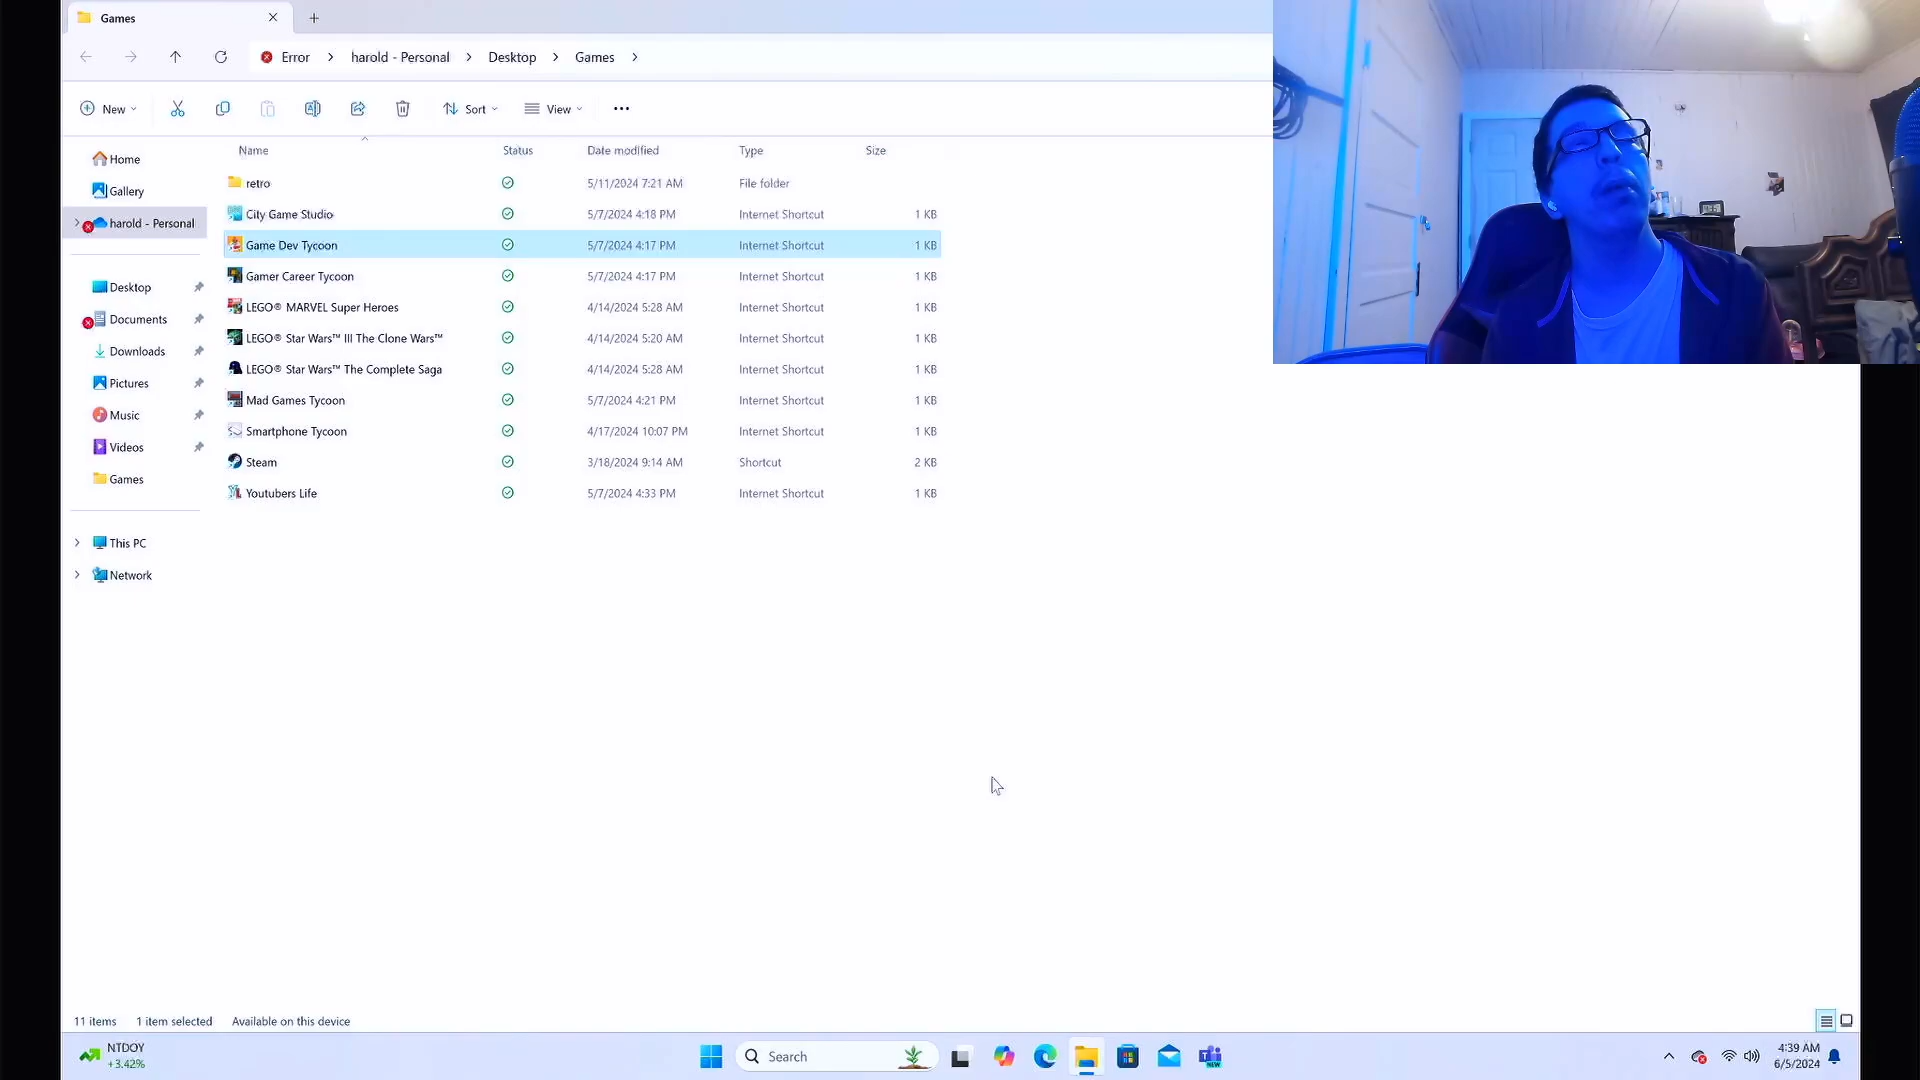 Games
Error > harold - Personal > Desktop > Games >
New Sort View
Name Status Date modified Type Size
Home
Gallery
harold - Personal
Desktop
Documents
Downloads
Pictures
Music
Videos
Games
This PC
Network
retro 5/11/2024 7:21 AM File folder
City Game Studio 5/7/2024 4:18 PM Internet Shortcut 1 KB
Game Dev Tycoon 5/7/2024 4:17 PM Internet Shortcut 1 KB
Gamer Career Tycoon 5/7/2024 4:17 PM Internet Shortcut 1 KB
LEGO® MARVEL Super Heroes 4/14/2024 5:28 AM Internet Shortcut 1 KB
LEGO® Star Wars™ III The Clone Wars™ 4/14/2024 5:20 AM Internet Shortcut 1 KB
LEGO® Star Wars™ The Complete Saga 4/14/2024 5:28 AM Internet Shortcut 1 KB
Mad Games Tycoon 5/7/2024 4:21 PM Internet Shortcut 1 KB
Smartphone Tycoon 4/17/2024 10:07 PM Internet Shortcut 1 KB
Steam 3/18/2024 9:14 AM Shortcut 2 KB
Youtubers Life 5/7/2024 4:33 PM Internet Shortcut 1 KB
11 items 1 item selected Available on this device
NTDOY
+3.42%
Search
NEW
4:39 AM
6/5/2024